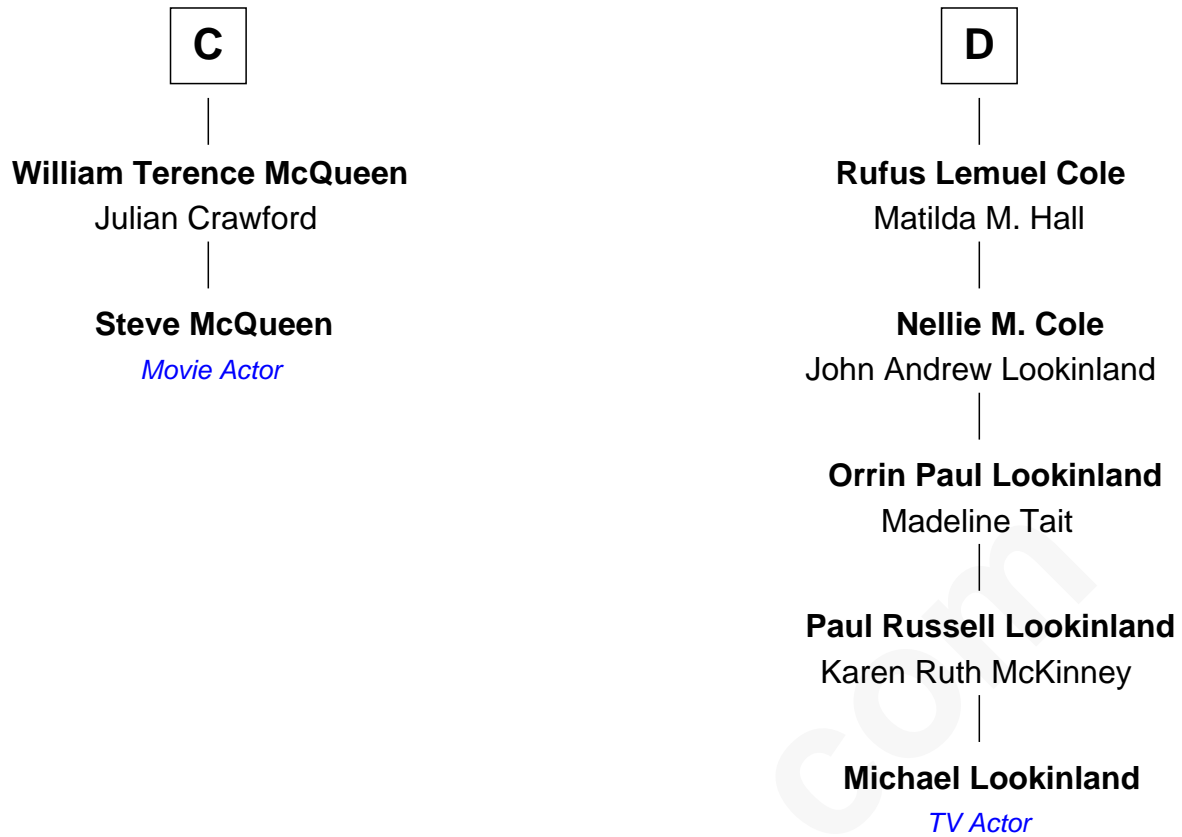 C
William Terence McQueen
Julian Crawford
Steve McQueen
Movie Actor
D
Rufus Lemuel Cole
Matilda M. Hall
Nellie M. Cole
John Andrew Lookinland
Orrin Paul Lookinland
Madeline Tait
Paul Russell Lookinland
Karen Ruth McKinney
Michael Lookinland
TV Actor
com